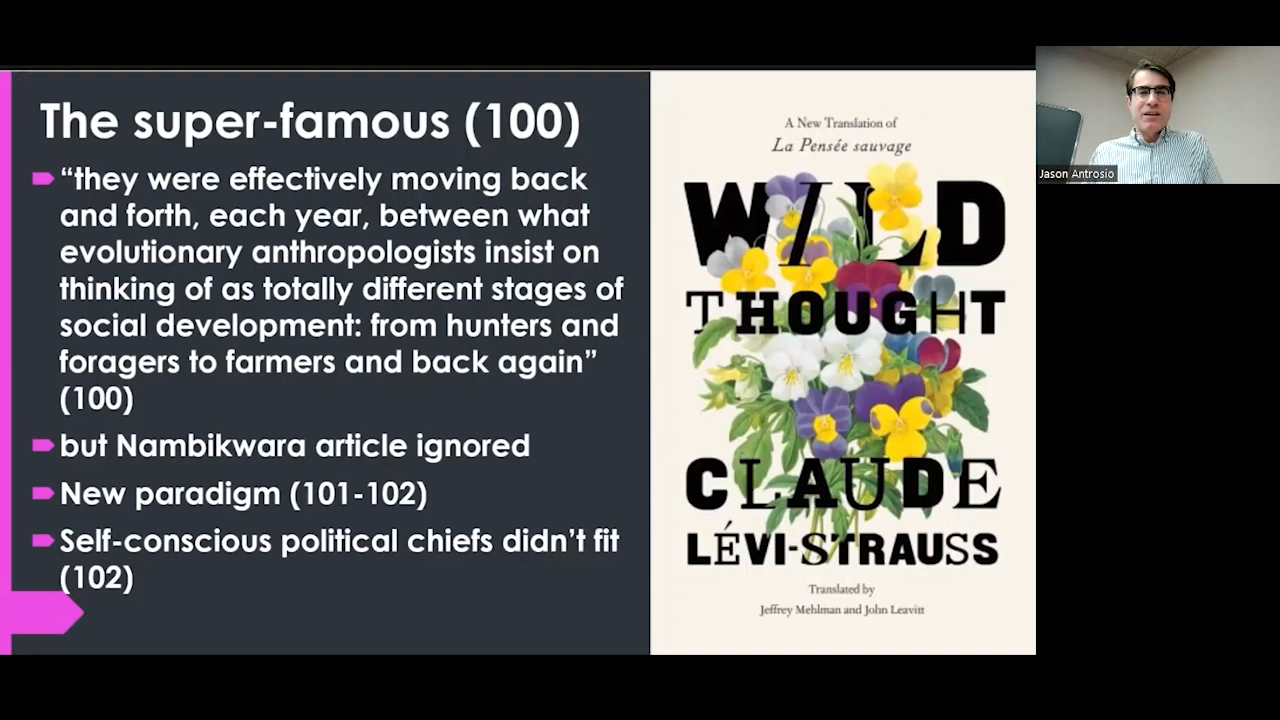 The super-famous (100)
“they were effectively moving back
and forth, each year, between what
evolutionary anthropologists insist on
thinking of as totally different stages of
social development: from hunters and
foragers to farmers and back again”
(100)
but Nambikwara article ignored
New paradigm (101-102)
Self-conscious political chiefs didn’t fit
(102)
A New Translation of
La Pensée sauvage
WILD
THOUGHT
CLAUDE
LÉVI-STRAUSS
Translated by
Jeffrey Mehlman and John Leavitt
Jason Antrosio